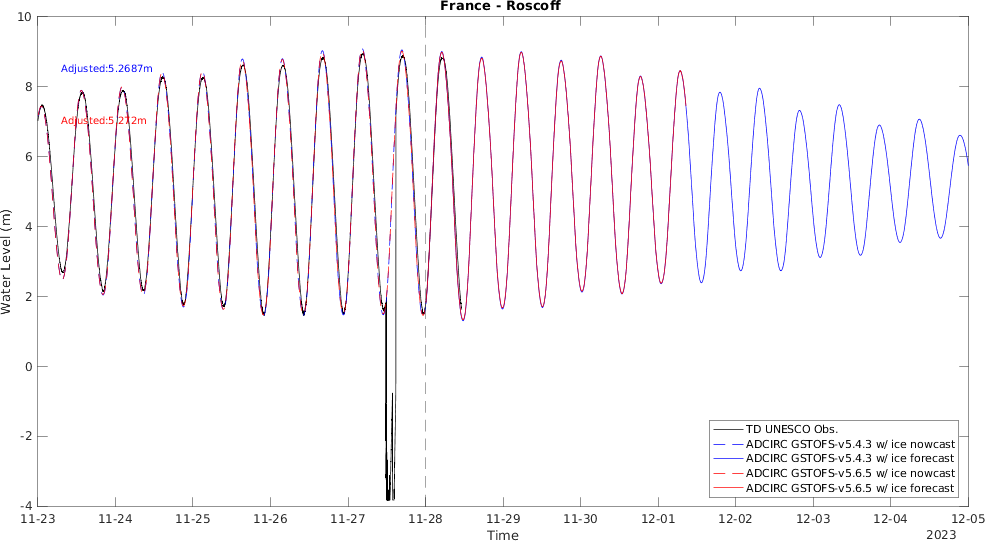 France - Roscoff
10
8
6
4
2
0
-2
-4
Water Level (m)
Adjusted:5.2687m
Adjusted:5.272m
TD UNESCO Obs.
ADCIRC GSTOFS-v5.4.3 w/ ice nowcast
ADCIRC GSTOFS-v5.4.3 w/ ice forecast
ADCIRC GSTOFS-v5.6.5 w/ ice nowcast
ADCIRC GSTOFS-v5.6.5 w/ ice forecast
11-23 11-24 11-25 11-26 11-27 11-28 11-29 11-30 12-01 12-02 12-03 12-04 12-05
Time
2023